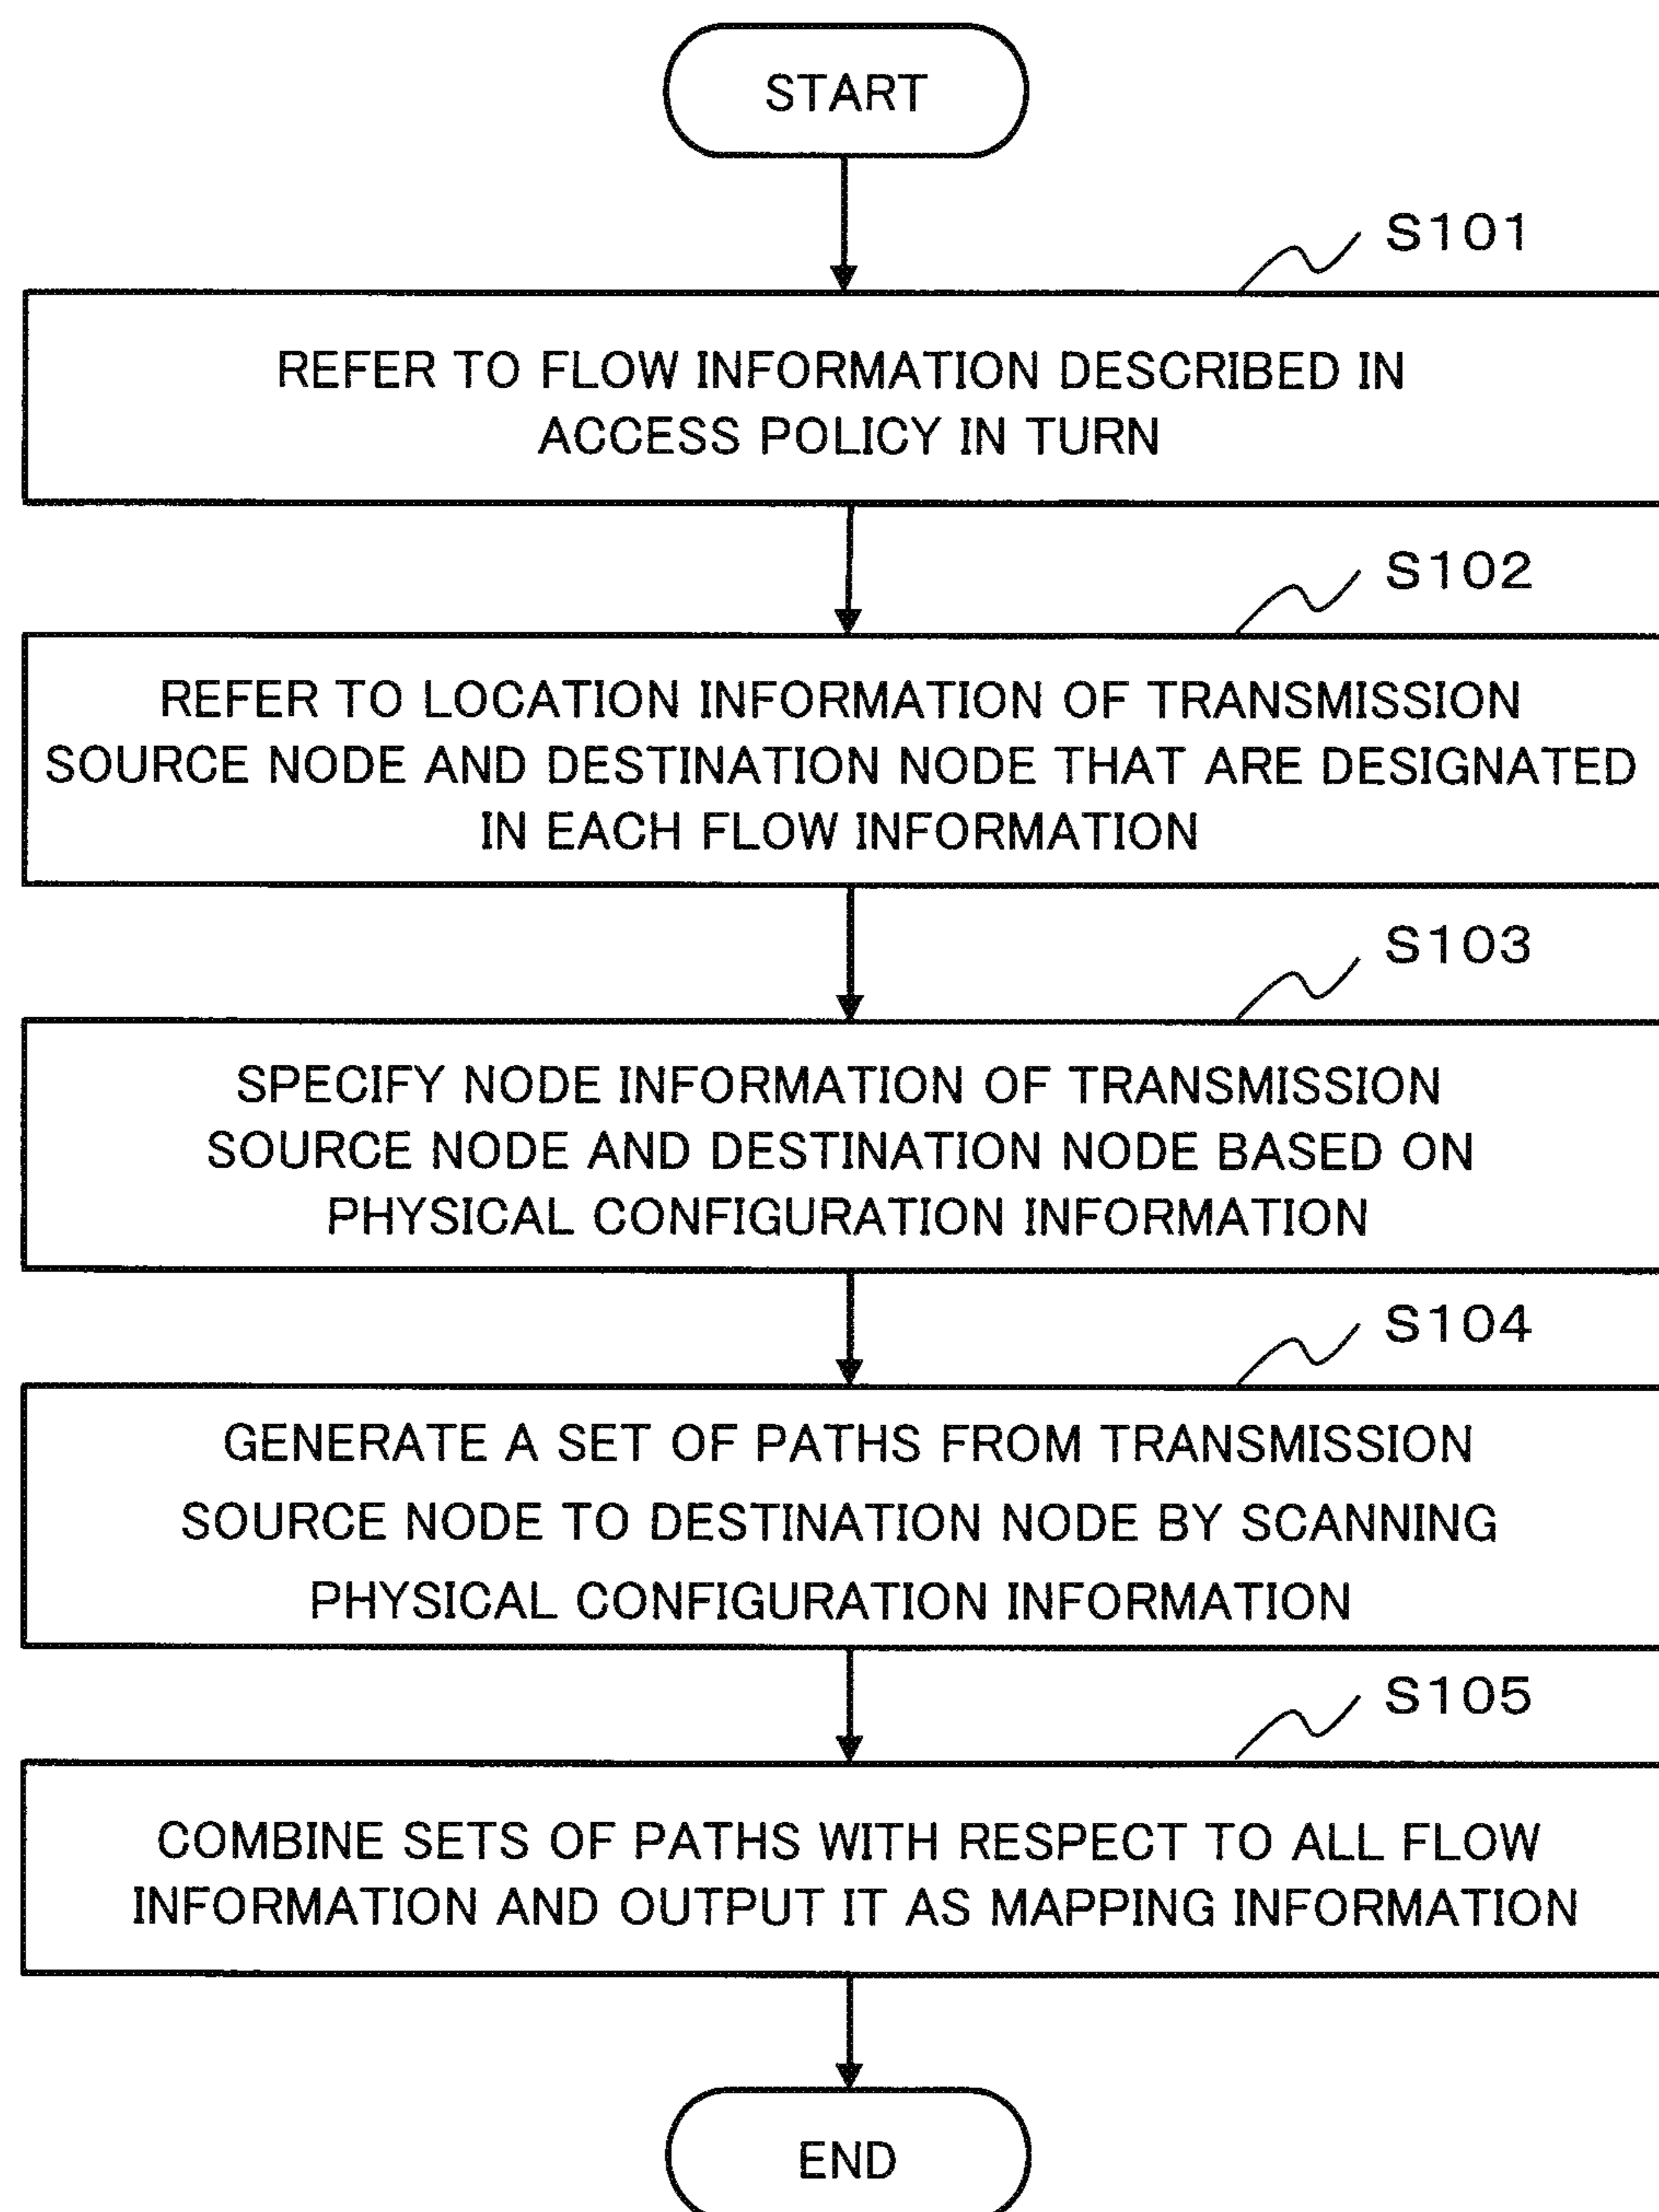 START
S101
REFER TO FLOW INFORMATION DESCRIBED IN
ACCESS POLICY IN TURN
S102
REFER TO LOCATION INFORMATION OF TRANSMISSION
SOURCE NODE AND DESTINATION NODE THAT ARE DESIGNATED
IN EACH FLOW INFORMATION
S103
SPECIFY NODE INFORMATION OF TRANSMISSION
SOURCE NODE AND DESTINATION NODE BASED ON
PHYSICAL CONFIGURATION INFORMATION
S104
GENERATE A SET OF PATHS FROM TRANSMISSION
SOURCE NODE TO DESTINATION NODE BY SCANNING
PHYSICAL CONFIGURATION INFORMATION
S105
COMBINE SETS OF PATHS WITH RESPECT TO ALL FLOW
INFORMATION AND OUTPUT IT AS MAPPING INFORMATION
END